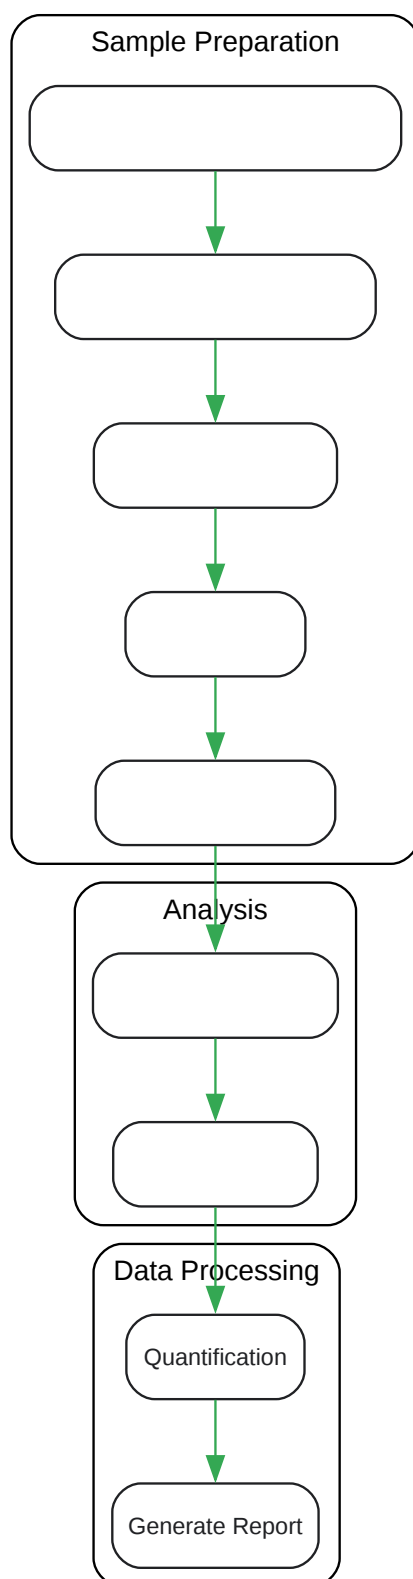 Sample Preparation
Analysis
Data Processing
Quantification
Generate Report